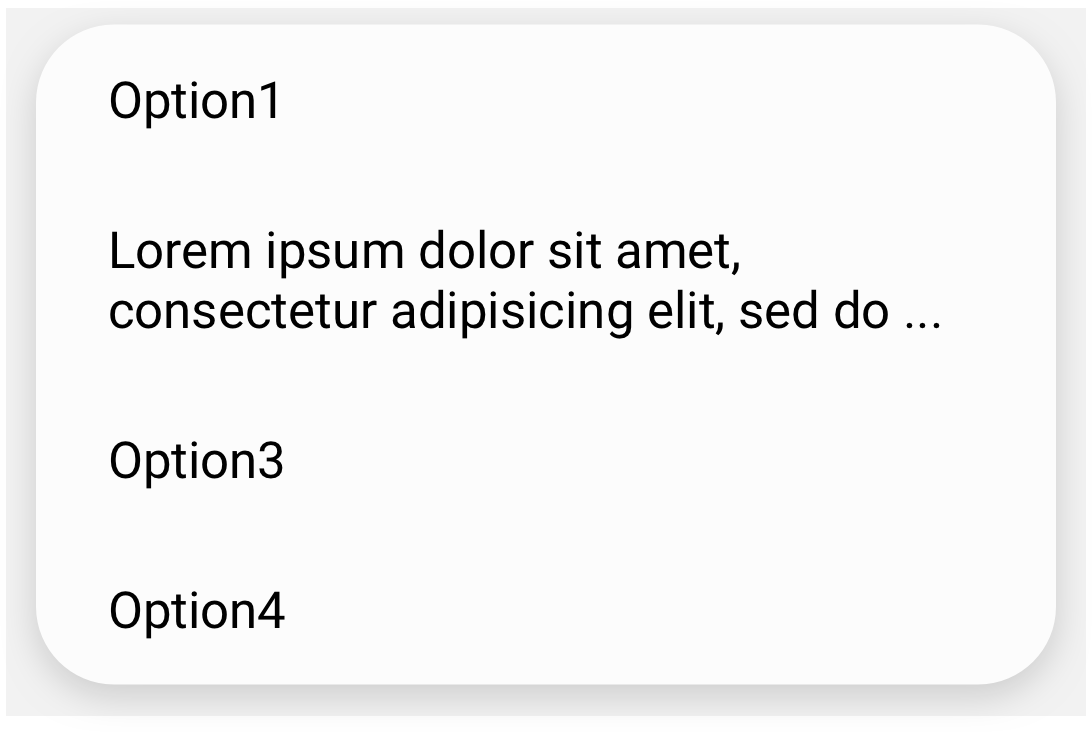 Option1
Lorem ipsum dolor sit amet,
consectetur adipisicing elit, sed do ...
Option3
Option4